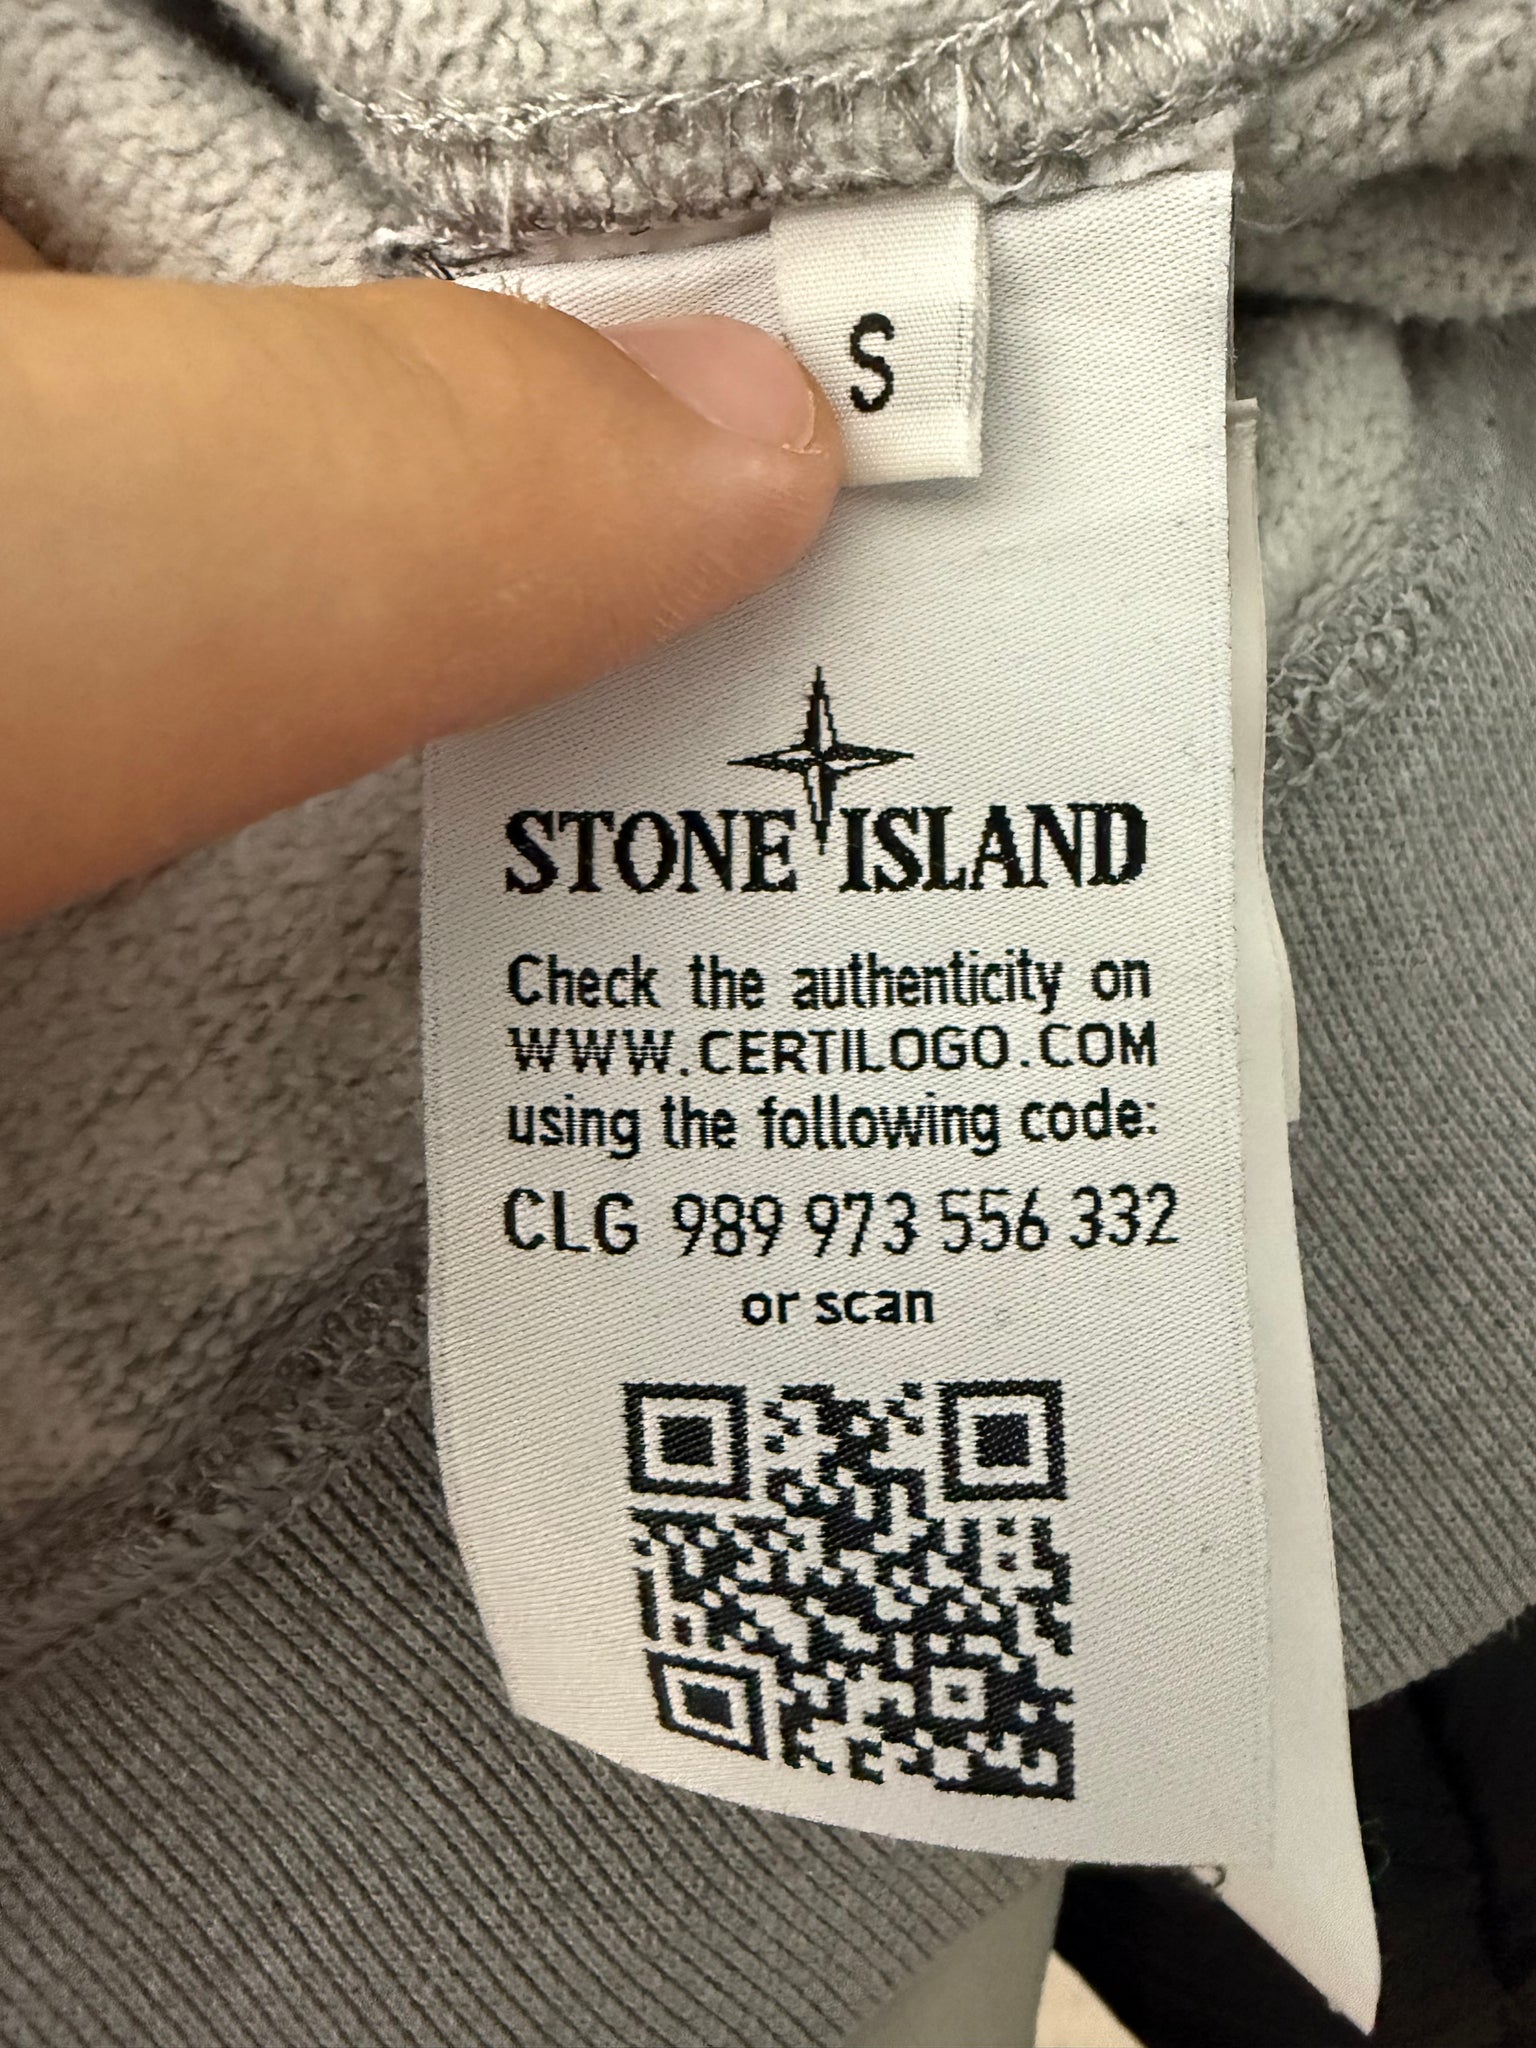 S
STONE ISLAND
Check the authenticity on
WWW.CERTILOGO.COM
using the following code:
CLG 989 973 556 332
or scan